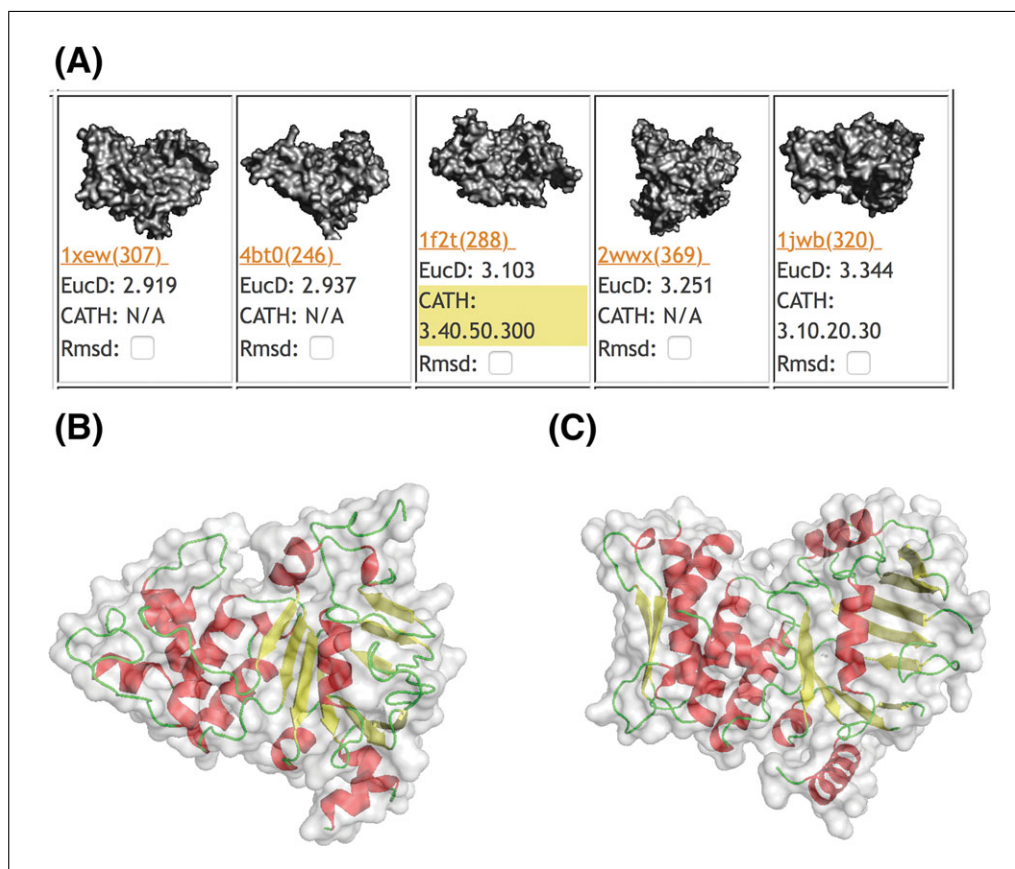 (A)
1xew(307)
EucD: 2.919
CATH: N/A
Rmsd:
4bt0(246)
EucD: 2.937
CATH: N/A
Rmsd:
1f2t(288)
EucD: 3.103
CATH:
3.40.50.300
Rmsd:
2wwx(369)
EucD: 3.251
CATH: N/A
Rmsd:
1jwb(320)
EucD: 3.344
CATH:
3.10.20.30
Rmsd:
(B)
(C)